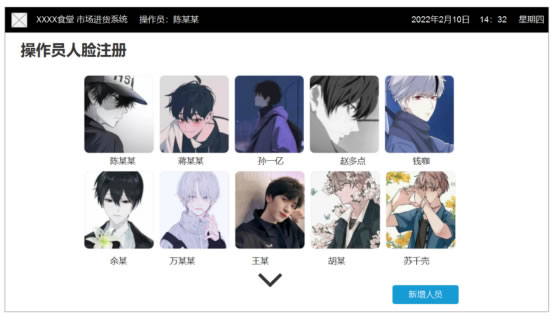 XXXX食堂 市场进货系统 操作员：陈某某 2022年2月10日 14：32 星期四
操作员人脸注册
陈某某 蒋某某 孙一亿 赵多点 钱咖
余某 万某某 王某 胡某 苏千壳
新增人员